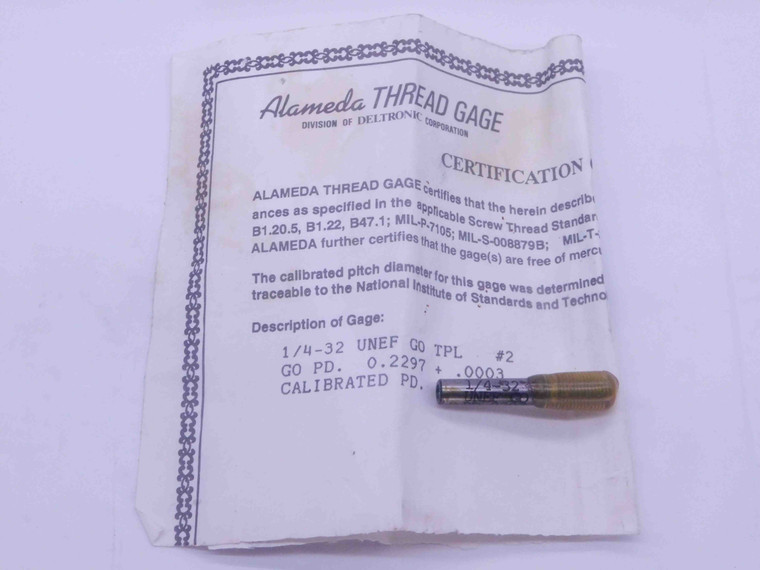 Alameda THREAD GAGE
DIVISION OF DELTRONIC CORPORATION
CERTIFICATION
ALAMEDA THREAD GAGE certifies that the herein
ances as specified in the applicable Screw Thread
B1.20.5, B1.22, B47.1; MIL-P-7105; MIL-S-008879B; MIL-T-
ALAMEDA further certifies that the gage(s) are free of
The calibrated pitch diameter for this gage was determined
traceable to the National Institute of Standards and
Description of Gage:
1/4-32 UNEF GO TPL #2
GO PD. 0.2297 + .0003
CALIBRATED PD.
1/4-32
UNEF GO